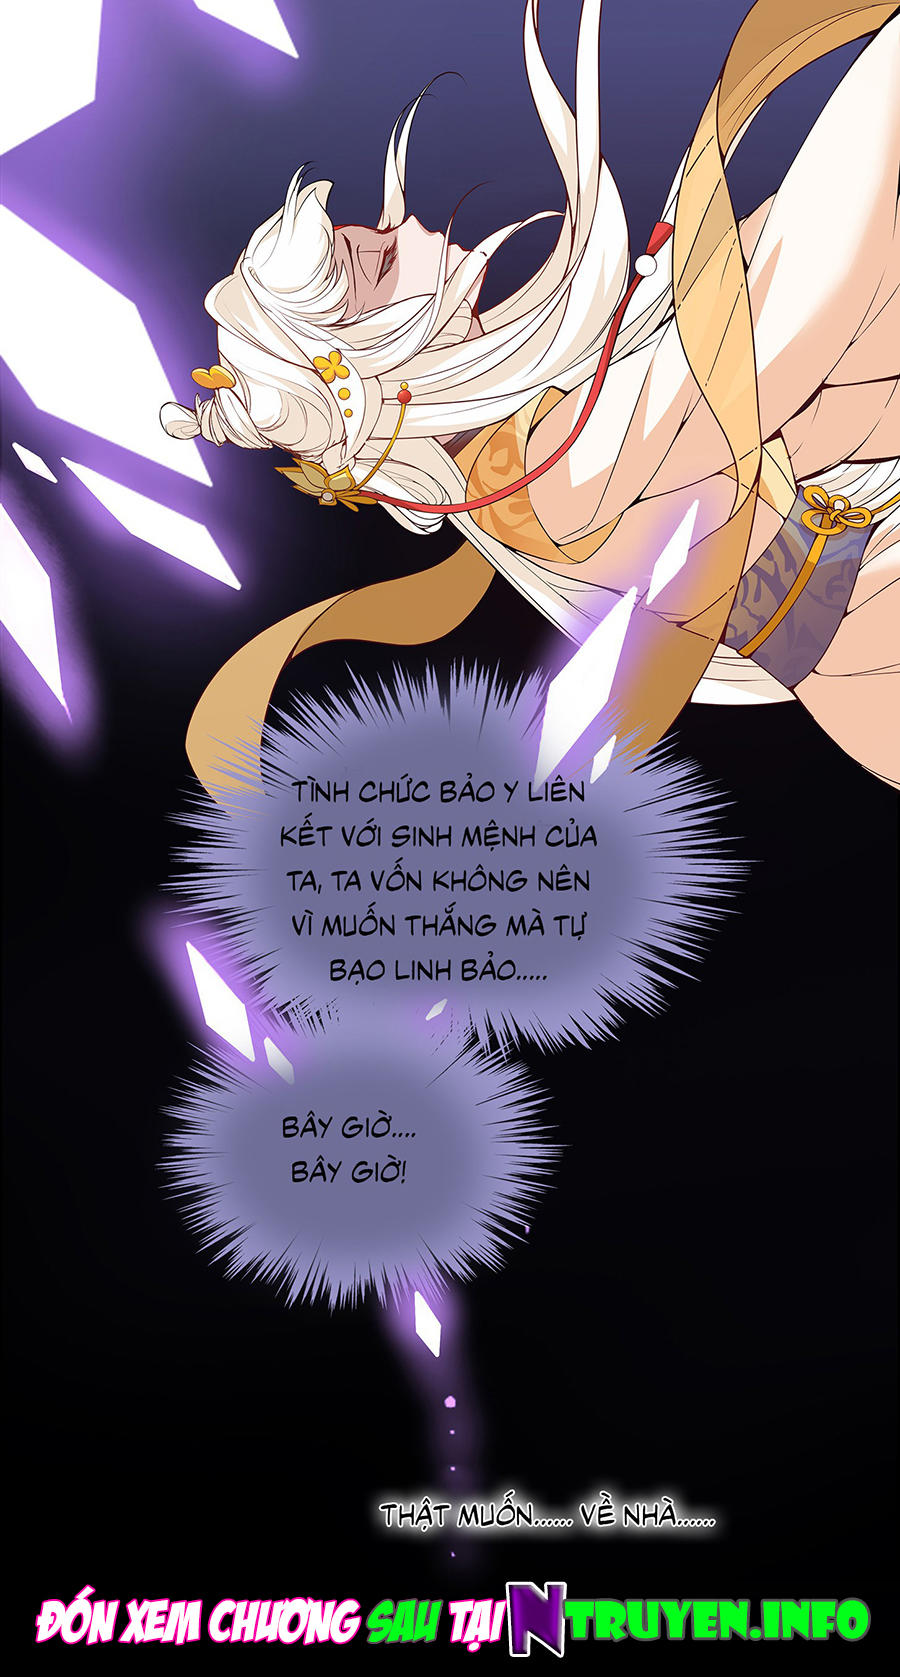 TÌNH CHỨC BẢO Y LIÊN
KẾT VỚI SINH MỆNH CỦA
TA, TA VỐN KHÔNG NÊN
VÌ MUỐN THẮNG MÀ TỰ
BẠO LINH BẢO.....
BÂY GIỜ....
BÂY GIỜ!
THẬT MUỐN...... VỀ NHÀ......
ĐÓN XEM CHƯƠNG SAU TẠI NTRUYEN.INFO